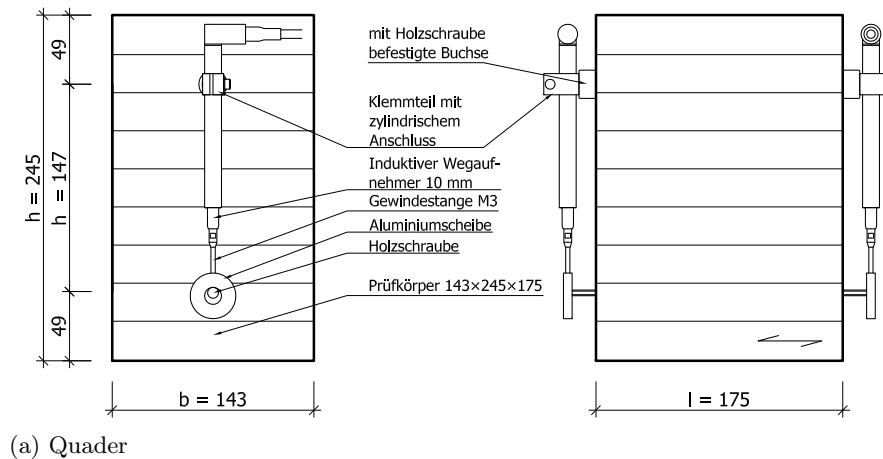 49
h = 147
h = 245
49
b = 143
mit Holzschraube
befestigte Buchse
Klemmteil mit
zylindrischem
Anschluss
Induktiver Wegauf-
nehmer 10 mm
Gewindestange M3
Aluminiumscheibe
Holzschraube
Prüfkörper 143×245×175
l = 175
(a) Quader